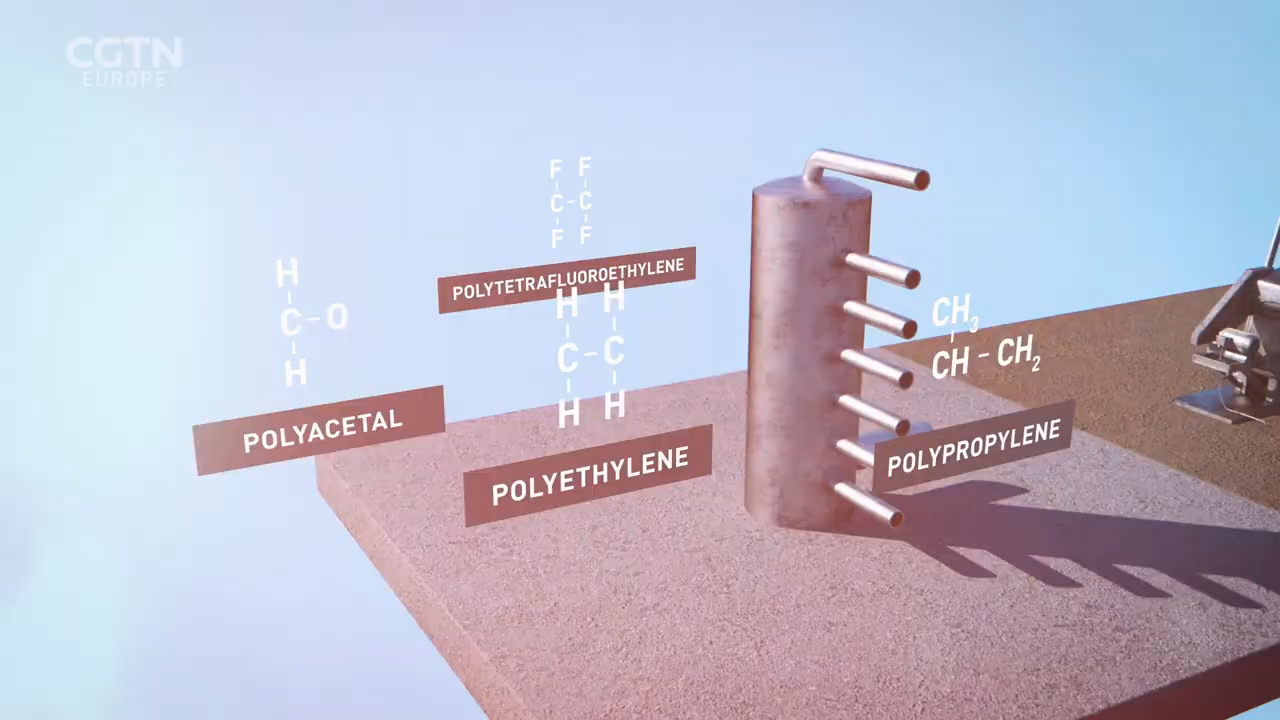 CGTN
EUROPE
F F
C-C
F F
POLYTETRAFLUOROETHYLENE
H
C-O
H
POLYACETAL
H H
C-C
H H
POLYETHYLENE
CH3
CH-CH2
POLYPROPYLENE